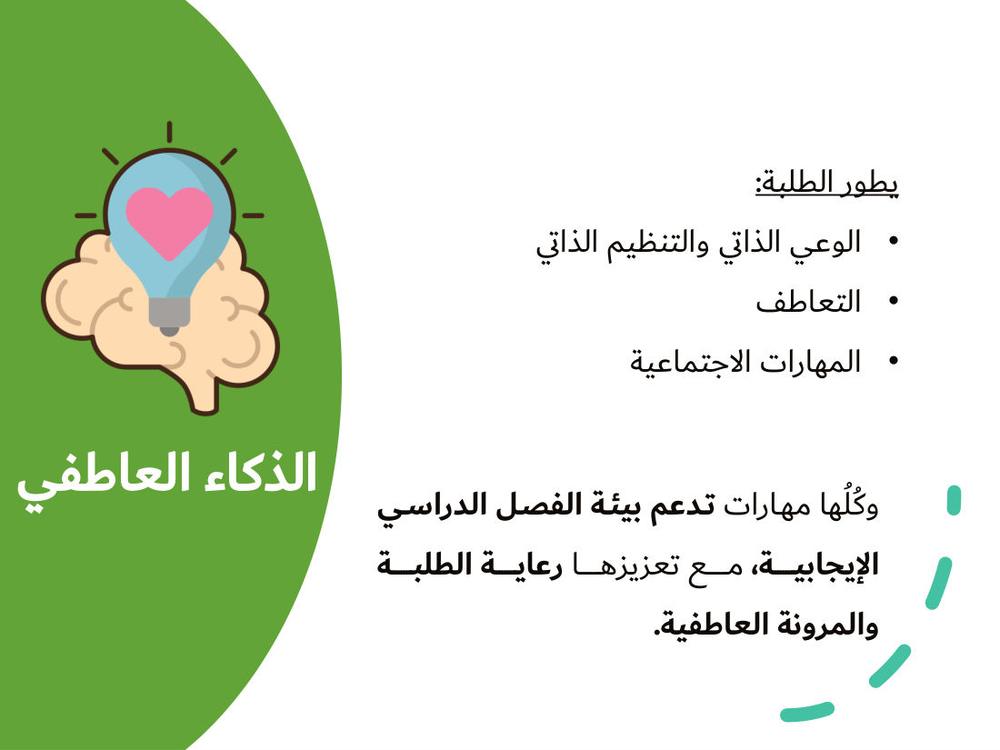 يطور الطلبة:
• الوعي الذاتي والتنظيم الذاتي
• التعاطف
• المهارات الاجتماعية
الذكاء العاطفي
وكُلُها مهارات تدعم بيئة الفصل الدراسي
الإيجابيــة، مــع تعزيزهــا رعايــة الطلبــة
والمرونة العاطفية.